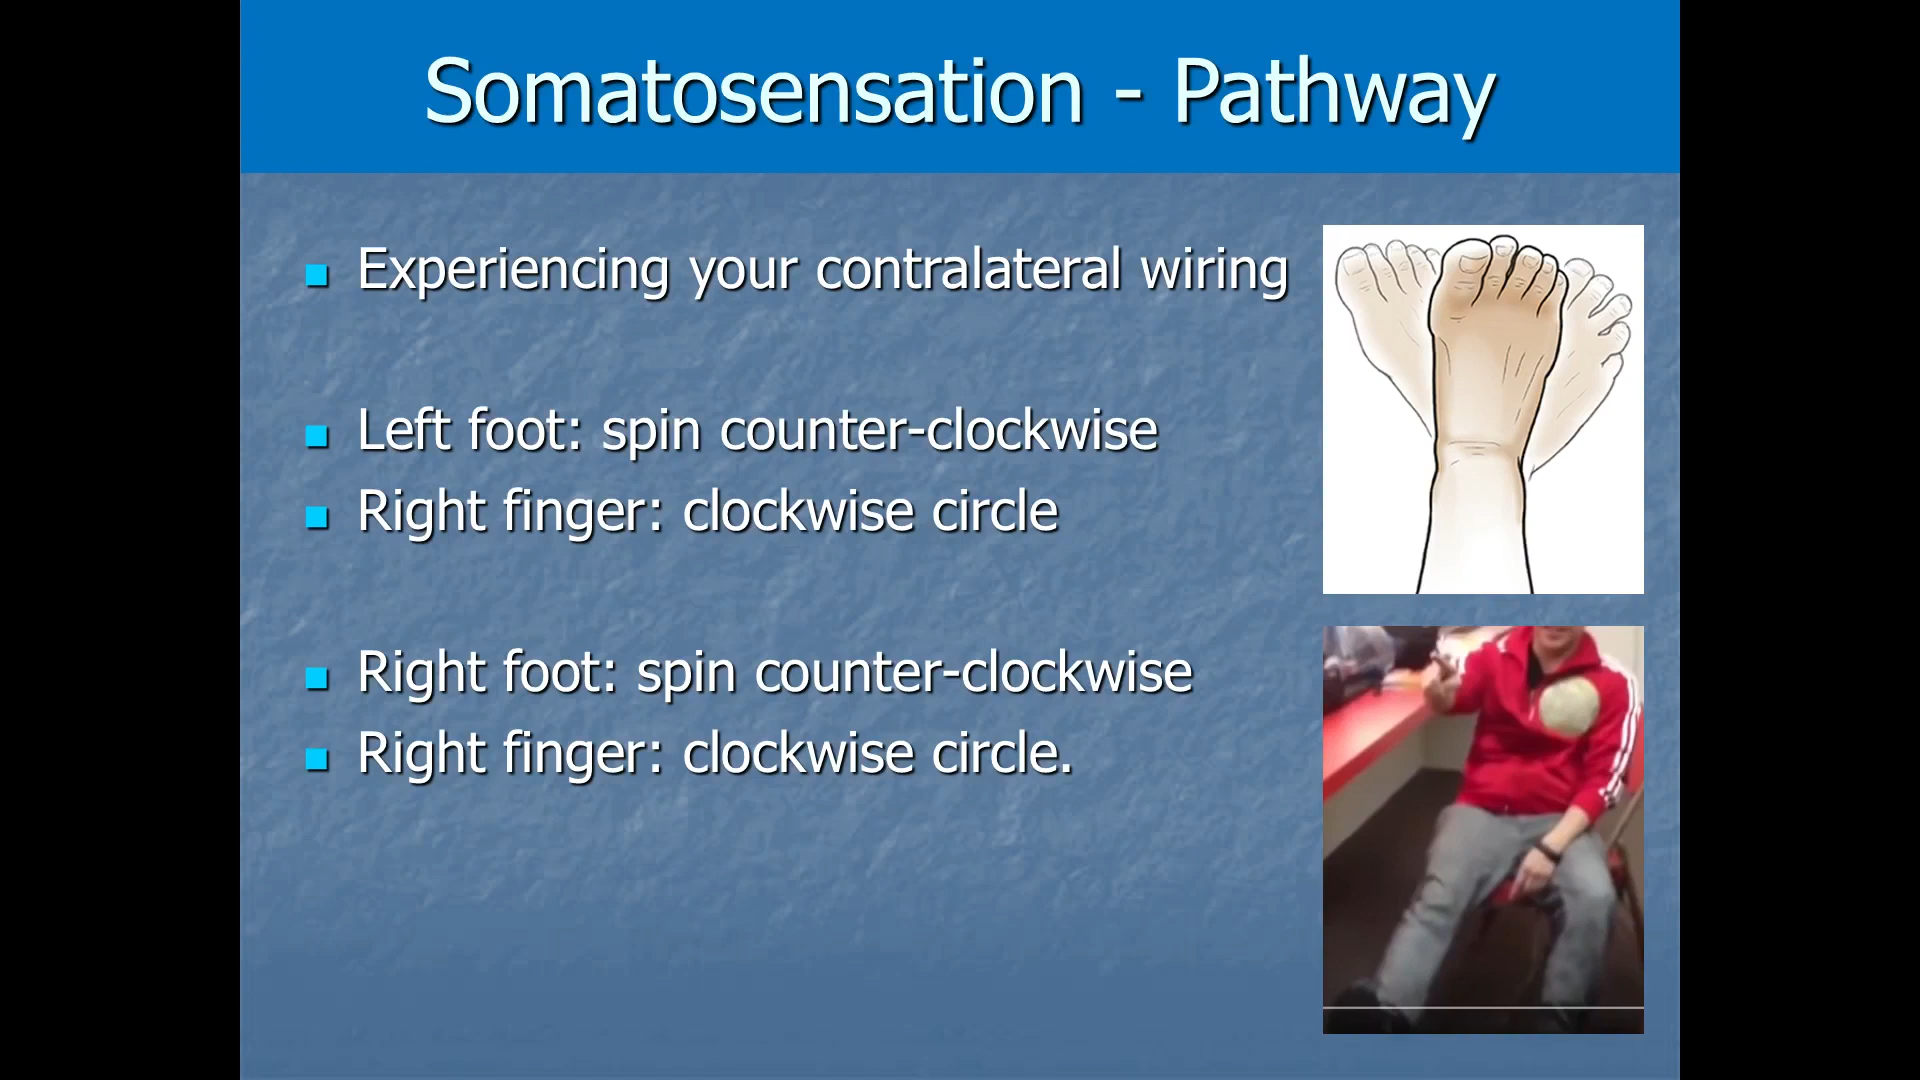 Somatosensation - Pathway
Experiencing your contralateral wiring
Left foot: spin counter-clockwise
Right finger: clockwise circle
Right foot: spin counter-clockwise
Right finger: clockwise circle.